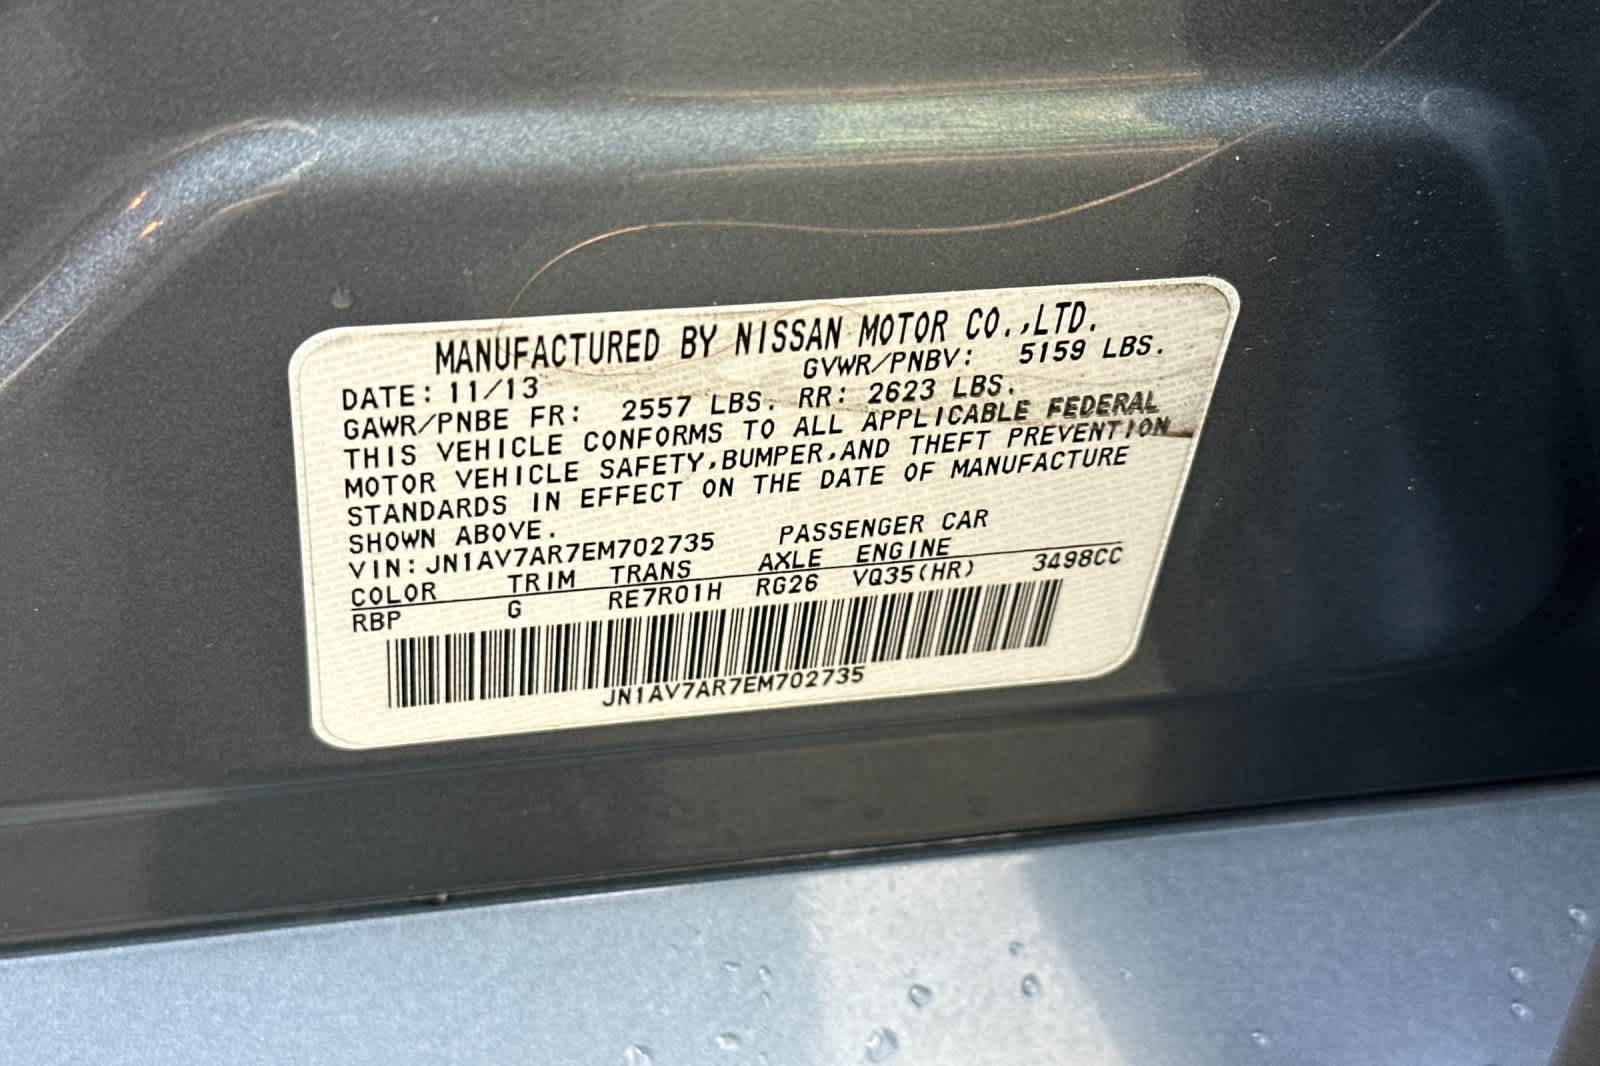 MANUFACTURED BY NISSAN MOTOR CO.,LTD.
DATE: 11/13 GVWR/PNBV: 5159 LBS.
GAWR/PNBE FR: 2557 LBS. RR: 2623 LBS.
THIS VEHICLE CONFORMS TO ALL APPLICABLE FEDERAL
MOTOR VEHICLE SAFETY,BUMPER,AND THEFT PREVENTION
STANDARDS IN EFFECT ON THE DATE OF MANUFACTURE
SHOWN ABOVE.
VIN: JN1AV7AR7EM702735 PASSENGER CAR
COLOR TRIM TRANS AXLE ENGINE
RBP G RE7R01H RG26 VQ35(HR) 3498CC
JN1AV7AR7EM702735